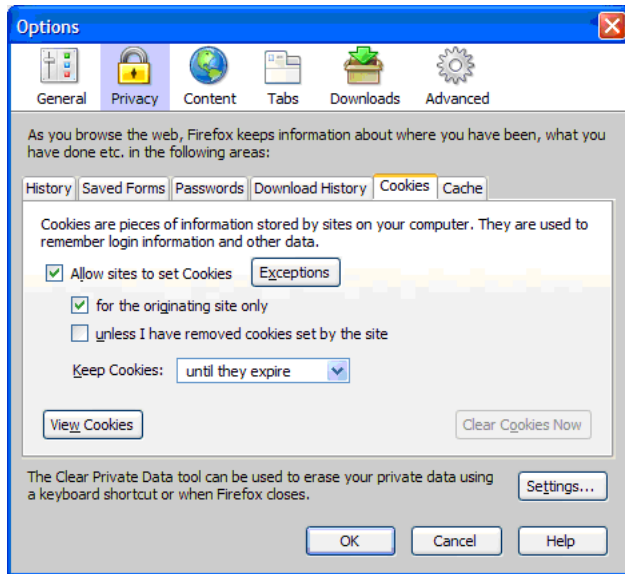 Options
General Privacy Content Tabs Downloads Advanced
As you browse the web, Firefox keeps information about where you have been, what you
have done etc. in the following areas:
History Saved Forms Passwords Download History Cookies Cache
Cookies are pieces of information stored by sites on your computer. They are used to
remember login information and other data.
Allow sites to set Cookies Exceptions
for the originating site only
unless I have removed cookies set by the site
Keep Cookies: until they expire
View Cookies Clear Cookies Now
The Clear Private Data tool can be used to erase your private data using
a keyboard shortcut or when Firefox closes.
Settings...
OK Cancel Help